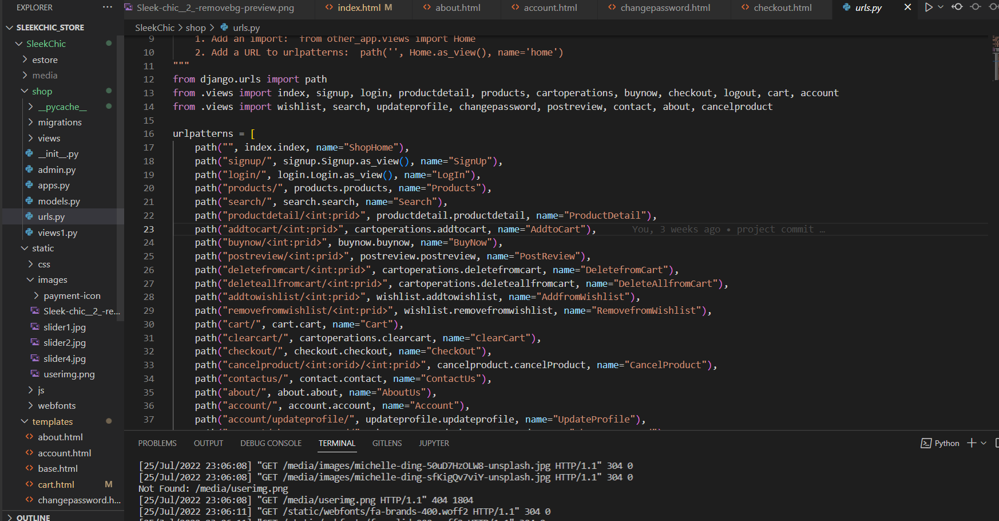 EXPLORER ···
Sleek-chic__2_-removebg-preview.png index.html M about.html account.html changepassword.html checkout.html urls.py
SLEEKCHIC_STORE
SleekChic
estore
media
shop
__pycache__
migrations
views
__init__.py
admin.py
apps.py
models.py
urls.py
views1.py
static
css
images
payment-icon
Sleek-chic__2_-re...
slider1.jpg
slider2.jpg
slider4.jpg
userimg.png
js
webfonts
templates
about.html
account.html
base.html
cart.html M
changepassword.h...
OUTLINE
SleekChic > shop > urls.py
9 1. Add an import:  from other_app.views import Home
10 2. Add a URL to urlpatterns:  path('', Home.as_view(), name='home')
11 """
12 from django.urls import path
13 from .views import index, signup, login, productdetail, products, cartoperations, buynow, checkout, logout, cart, account
14 from .views import wishlist, search, updateprofile, changepassword, postreview, contact, about, cancelproduct
15
16 urlpatterns = [
17 path("", index.index, name="ShopHome"),
18 path("signup/", signup.Signup.as_view(), name="SignUp"),
19 path("login/", login.Login.as_view(), name="LogIn"),
20 path("products/", products.products, name="Products"),
21 path("search/", search.search, name="Search"),
22 path("productdetail/<int:prid>", productdetail.productdetail, name="ProductDetail"),
23 path("addtocart/<int:prid>", cartoperations.addtocart, name="AddtoCart"), You, 3 weeks ago • project commit …
24 path("buynow/<int:prid>", buynow.buynow, name="BuyNow"),
25 path("postreview/<int:prid>", postreview.postreview, name="PostReview"),
26 path("deletefromcart/<int:prid>", cartoperations.deletefromcart, name="DeletefromCart"),
27 path("deleteallfromcart/<int:prid>", cartoperations.deleteallfromcart, name="DeleteAllfromCart"),
28 path("addtowishlist/<int:prid>", wishlist.addtowishlist, name="AddfromWishlist"),
29 path("removefromwishlist/<int:prid>", wishlist.removefromwishlist, name="RemovefromWishlist"),
30 path("cart/", cart.cart, name="Cart"),
31 path("clearcart/", cartoperations.clearcart, name="ClearCart"),
32 path("checkout/", checkout.checkout, name="CheckOut"),
33 path("cancelproduct/<int:orid>/<int:prid>", cancelproduct.cancelProduct, name="CancelProduct"),
34 path("contactus/", contact.contact, name="ContactUs"),
35 path("about/", about.about, name="AboutUs"),
36 path("account/", account.account, name="Account"),
37 path("account/updateprofile/", updateprofile.updateprofile, name="UpdateProfile"),
PROBLEMS OUTPUT DEBUG CONSOLE TERMINAL GITLENS JUPYTER Python
[25/Jul/2022 23:06:08] "GET /media/images/michelle-ding-50uD7HzOLW8-unsplash.jpg HTTP/1.1" 304 0
[25/Jul/2022 23:06:08] "GET /media/images/michelle-ding-sfKigQv7viY-unsplash.jpg HTTP/1.1" 304 0
Not Found: /media/userimg.png
[25/Jul/2022 23:06:08] "GET /media/userimg.png HTTP/1.1" 404 1804
[25/Jul/2022 23:06:11] "GET /static/webfonts/fa-brands-400.woff2 HTTP/1.1" 304 0